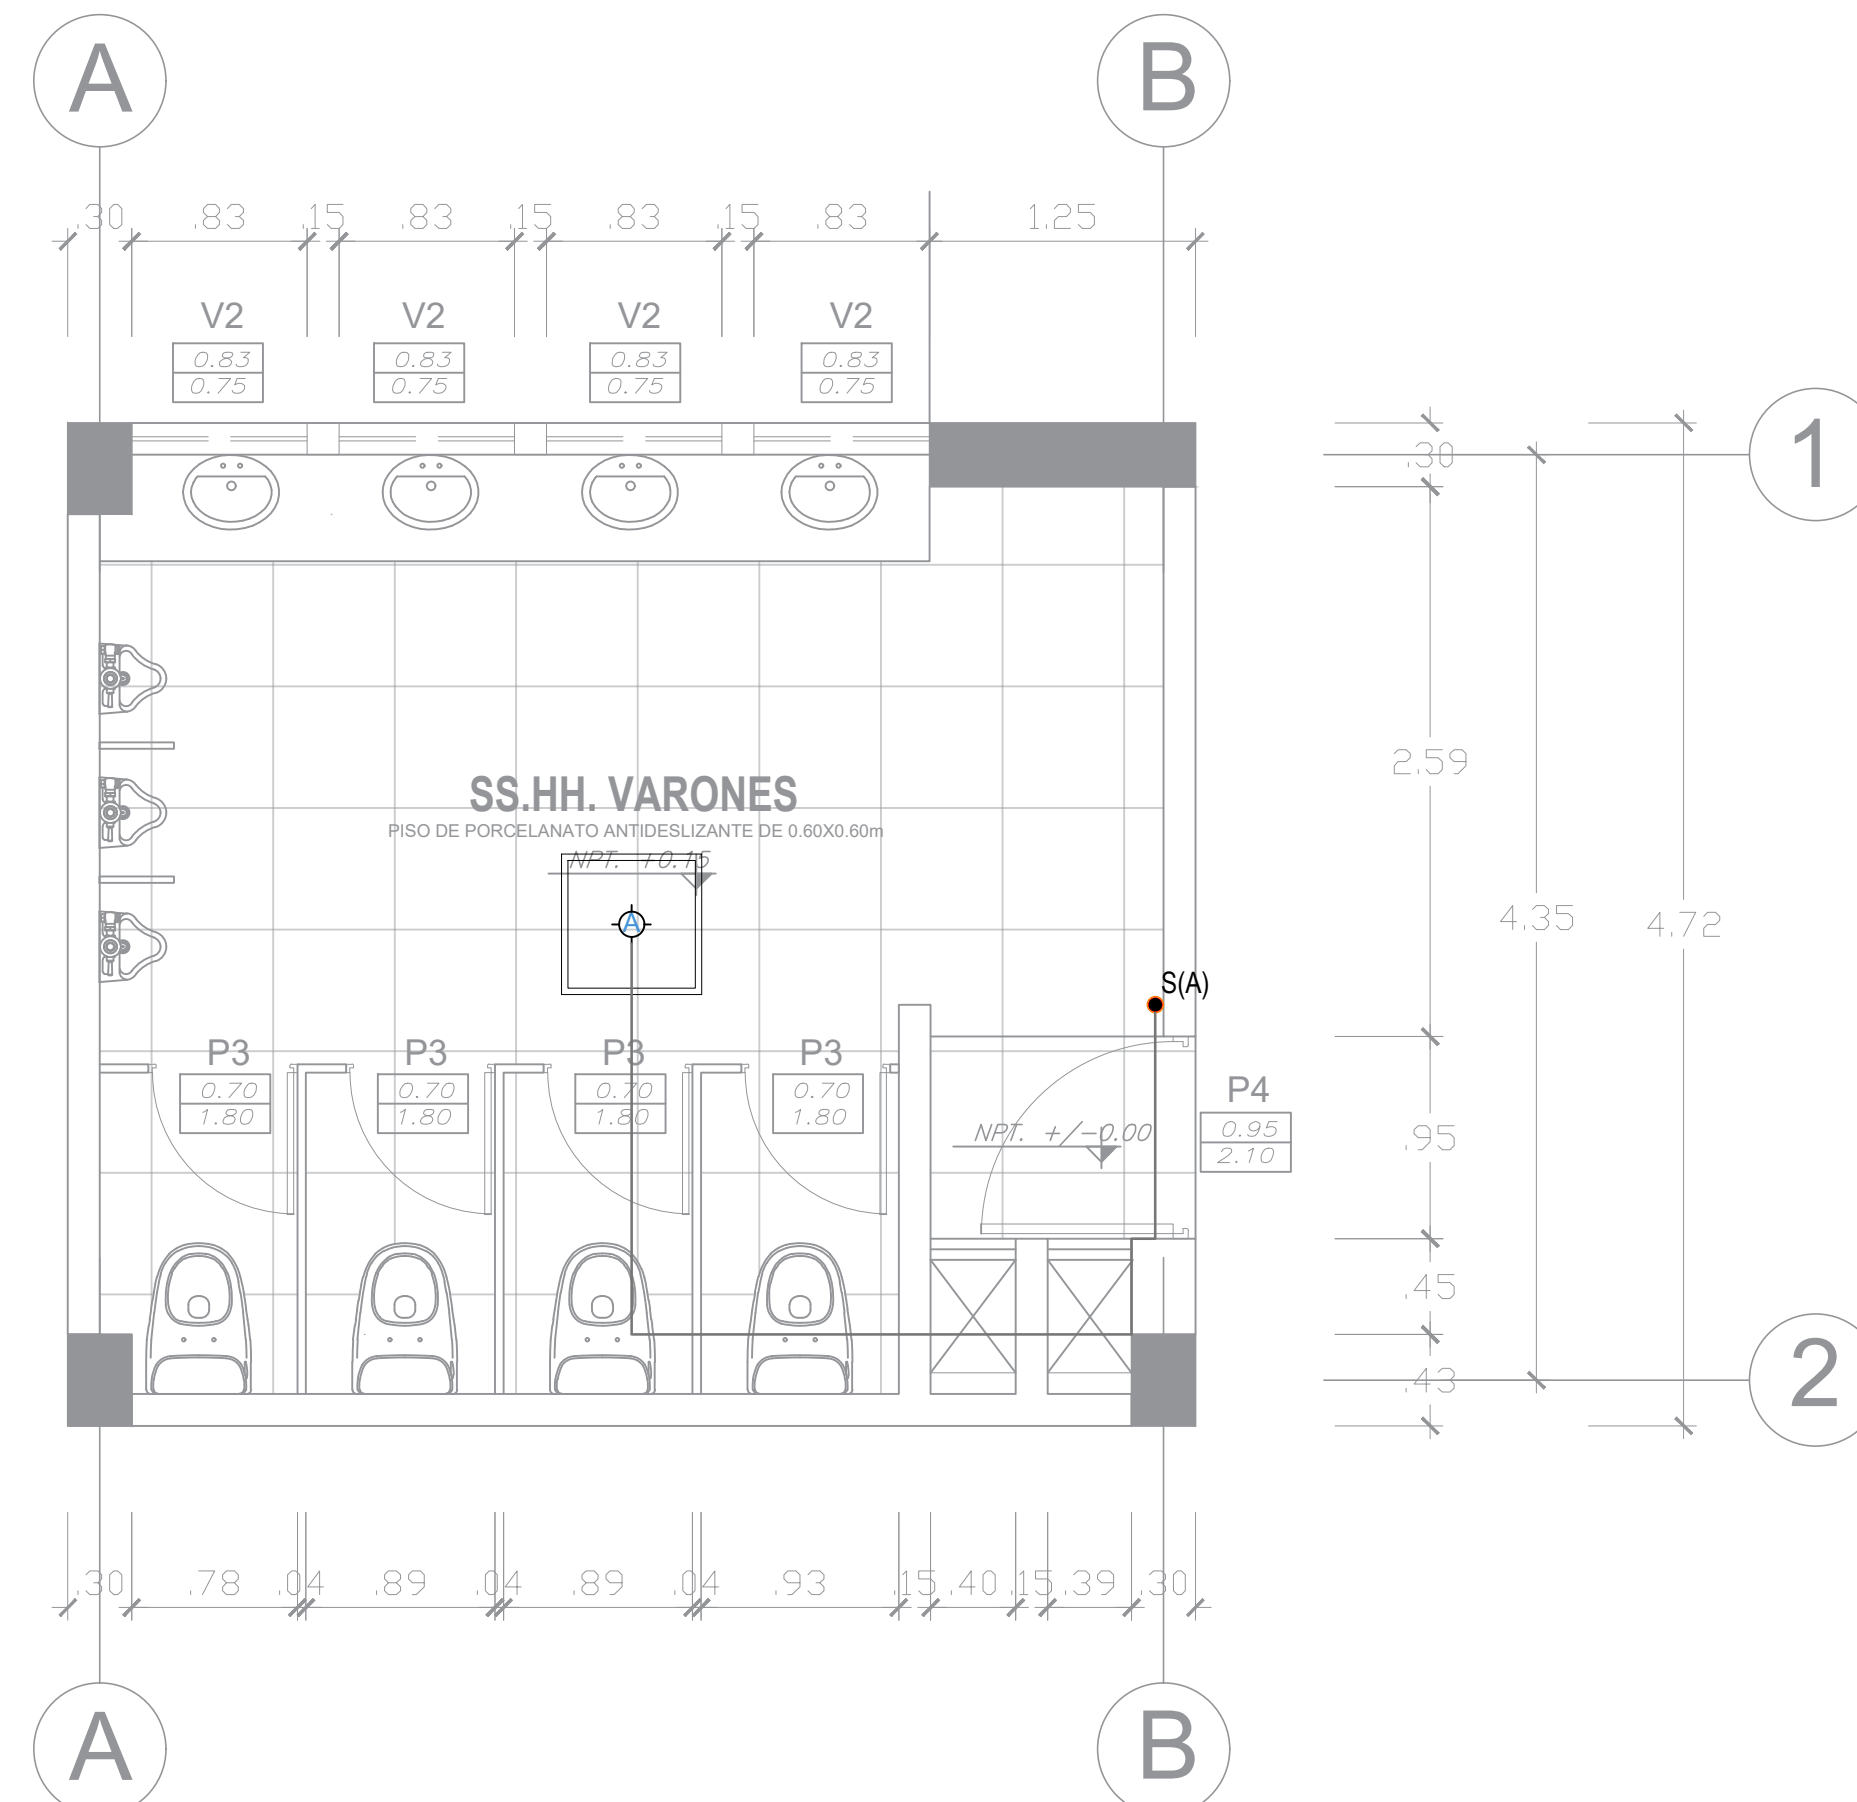 A B
.30 .83 .15 .83 .15 .83 .15 .83 1.25
V2 V2 V2 V2
0.83 0.83 0.83 0.83
0.75 0.75 0.75 0.75
1
.30
2.59
SS.HH. VARONES
PISO DE PORCELANATO ANTIDESLIZANTE DE 0.60X0.60m
NPT. +0.15
A
4.35 4.72
S(A)
P3 P3 P3 P3
0.70 0.70 0.70 0.70
1.80 1.80 1.80 1.80
P4
0.95
2.10
NPT. +/-0.00
.95
.45
2
.43
.30 .78 .04 .89 .04 .89 .04 .93 .15 .40 .15 .39 .30
A B